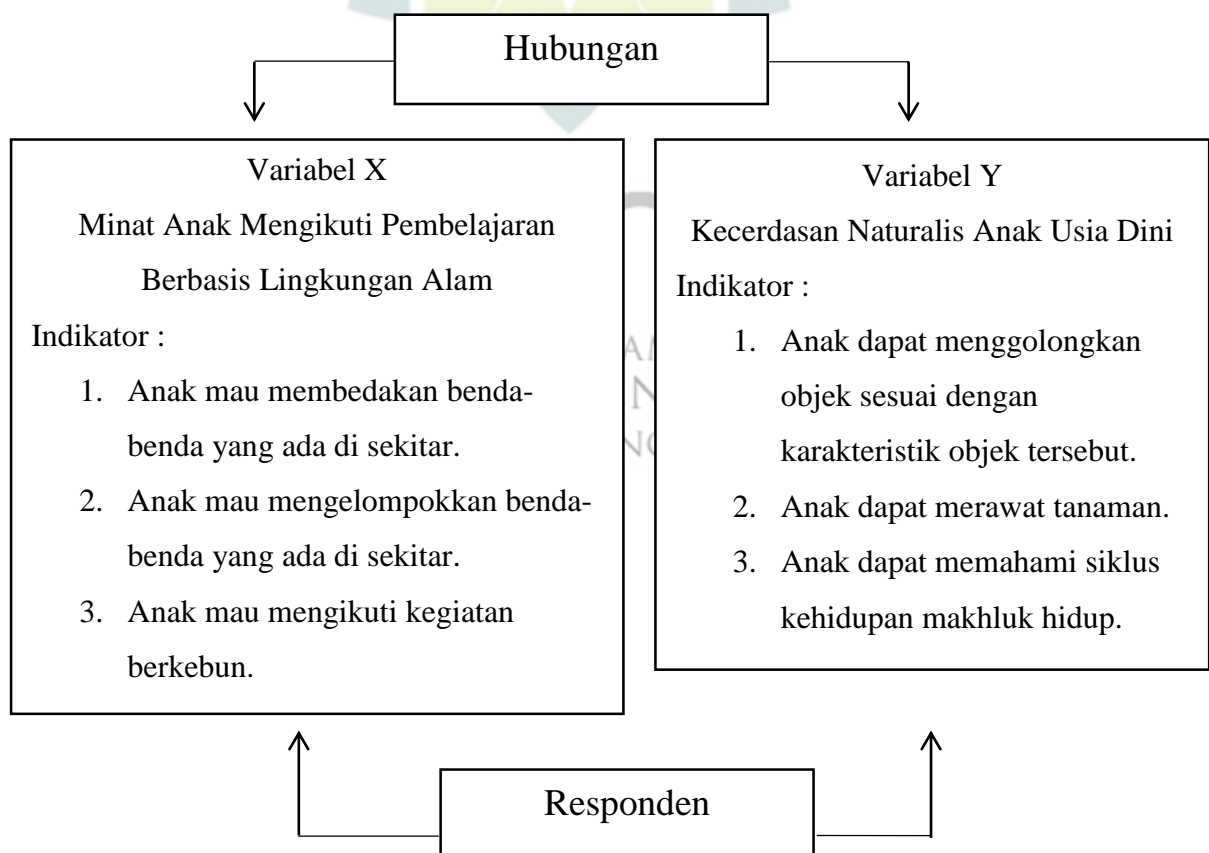 Hubungan
Variabel X
Minat Anak Mengikuti Pembelajaran
Berbasis Lingkungan Alam
Indikator :
1. Anak mau membedakan benda-
benda yang ada di sekitar.
2. Anak mau mengelompokkan benda-
benda yang ada di sekitar.
3. Anak mau mengikuti kegiatan
berkebun.
Variabel Y
Kecerdasan Naturalis Anak Usia Dini
Indikator :
1. Anak dapat menggolongkan
objek sesuai dengan
karakteristik objek tersebut.
2. Anak dapat merawat tanaman.
3. Anak dapat memahami siklus
kehidupan makhluk hidup.
Responden